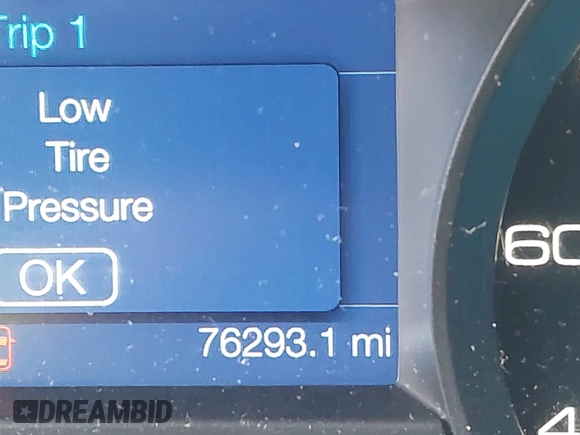 Trip 1
Low
Tire
Pressure
OK
76293.1 mi
60
4
DREAMBID